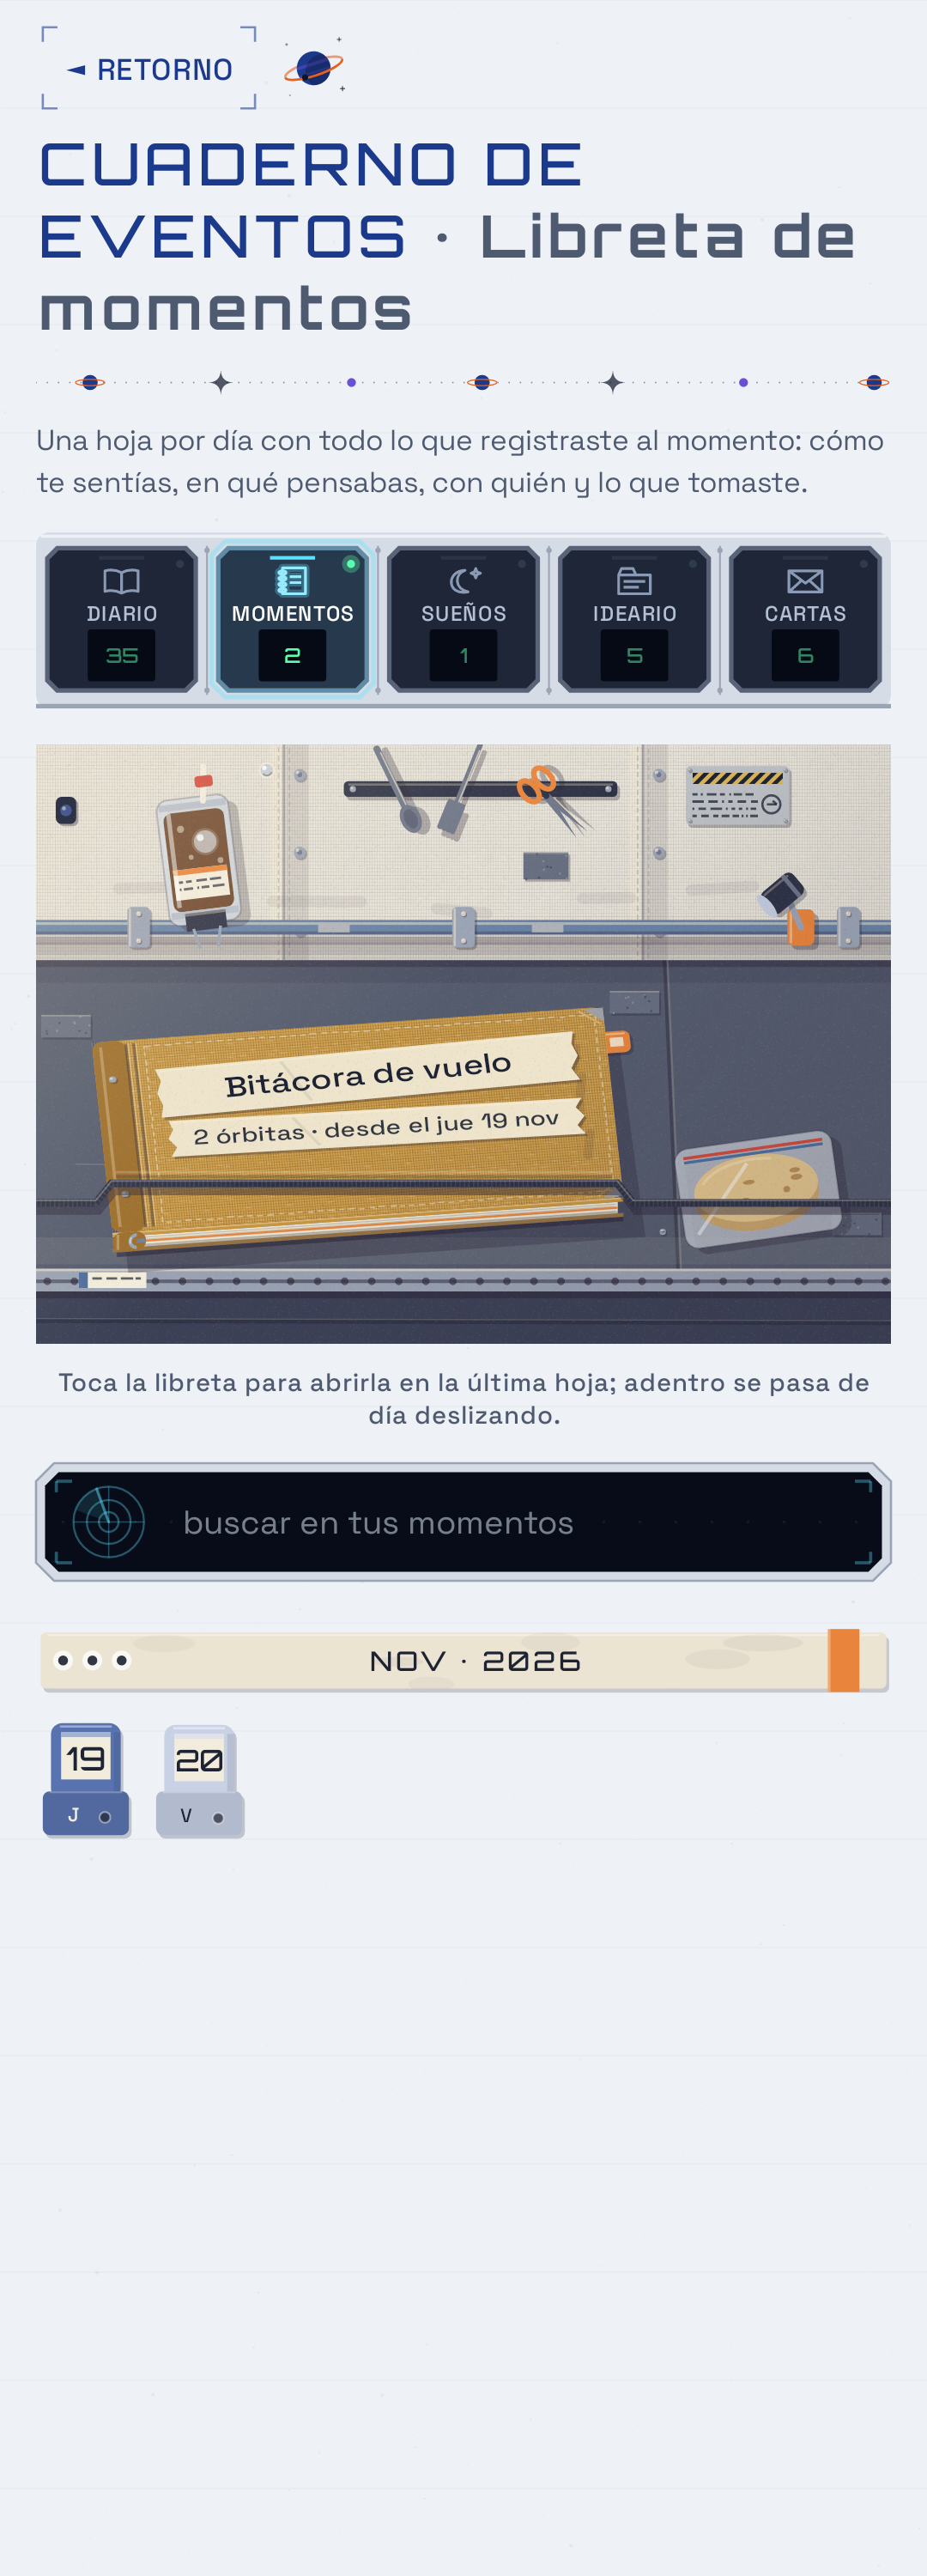 ◄ RETORNO
CUADERNO DE
EVENTOS · Libreta de
momentos
Una hoja por día con todo lo que registraste al momento: cómo
te sentías, en qué pensabas, con quién y lo que tomaste.
DIARIO
35
MOMENTOS
2
SUEÑOS
1
IDEARIO
5
CARTAS
6
Bitácora de vuelo
2 órbitas · desde el jue 19 nov
Toca la libreta para abrirla en la última hoja; adentro se pasa de
día deslizando.
buscar en tus momentos
NOV · 2026
19
J
20
V